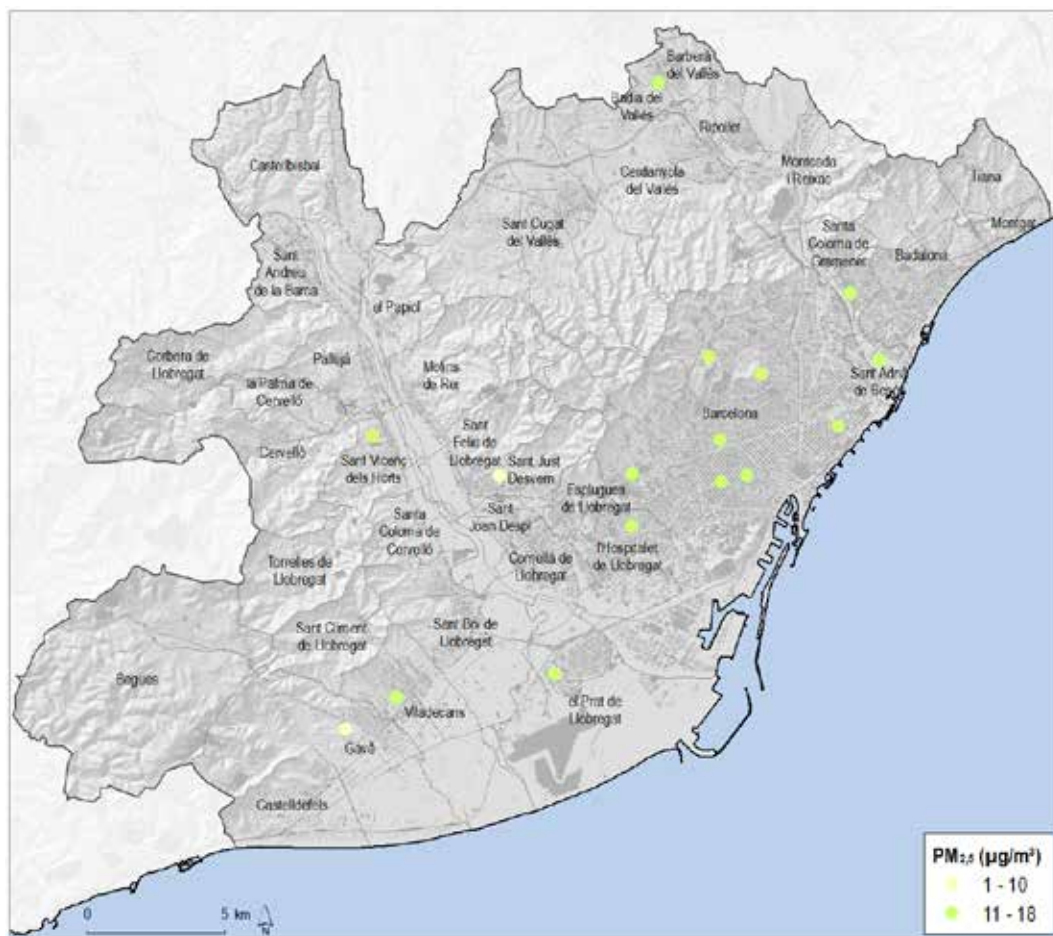 Barberà
del Vallès
Badia del
Vallès
Ripollet
Castellbisbal
Cerdanyola
del Vallès
Montcada
i Reixac
Tiana
Montgat
Sant Cugat
del Vallès
Santa
Coloma de
Gramenet
Badalona
Sant
Andreu
de la Barca
el Papiol
Corbera de
Llobregat
Pallejà
Molins
de Rei
la Palma de
Cervelló
Sant Adrià
de Besòs
Barcelona
Cervelló
Sant Vicenç
dels Horts
Sant
Feliu de
Llobregat
Sant Just
Desvern
Esplugues
de Llobregat
Santa
Coloma de
Cervelló
Sant
Joan Despí
Torrelles de
Llobregat
Cornellà de
Llobregat
l'Hospitalet
de Llobregat
Sant Climent
de Llobregat
Sant Boi de
Llobregat
Begues
Viladecans
el Prat de
Llobregat
Gavà
Castelldefels
PM2,5 (µg/m³)
1 - 10
11 - 18
0 5 km
N